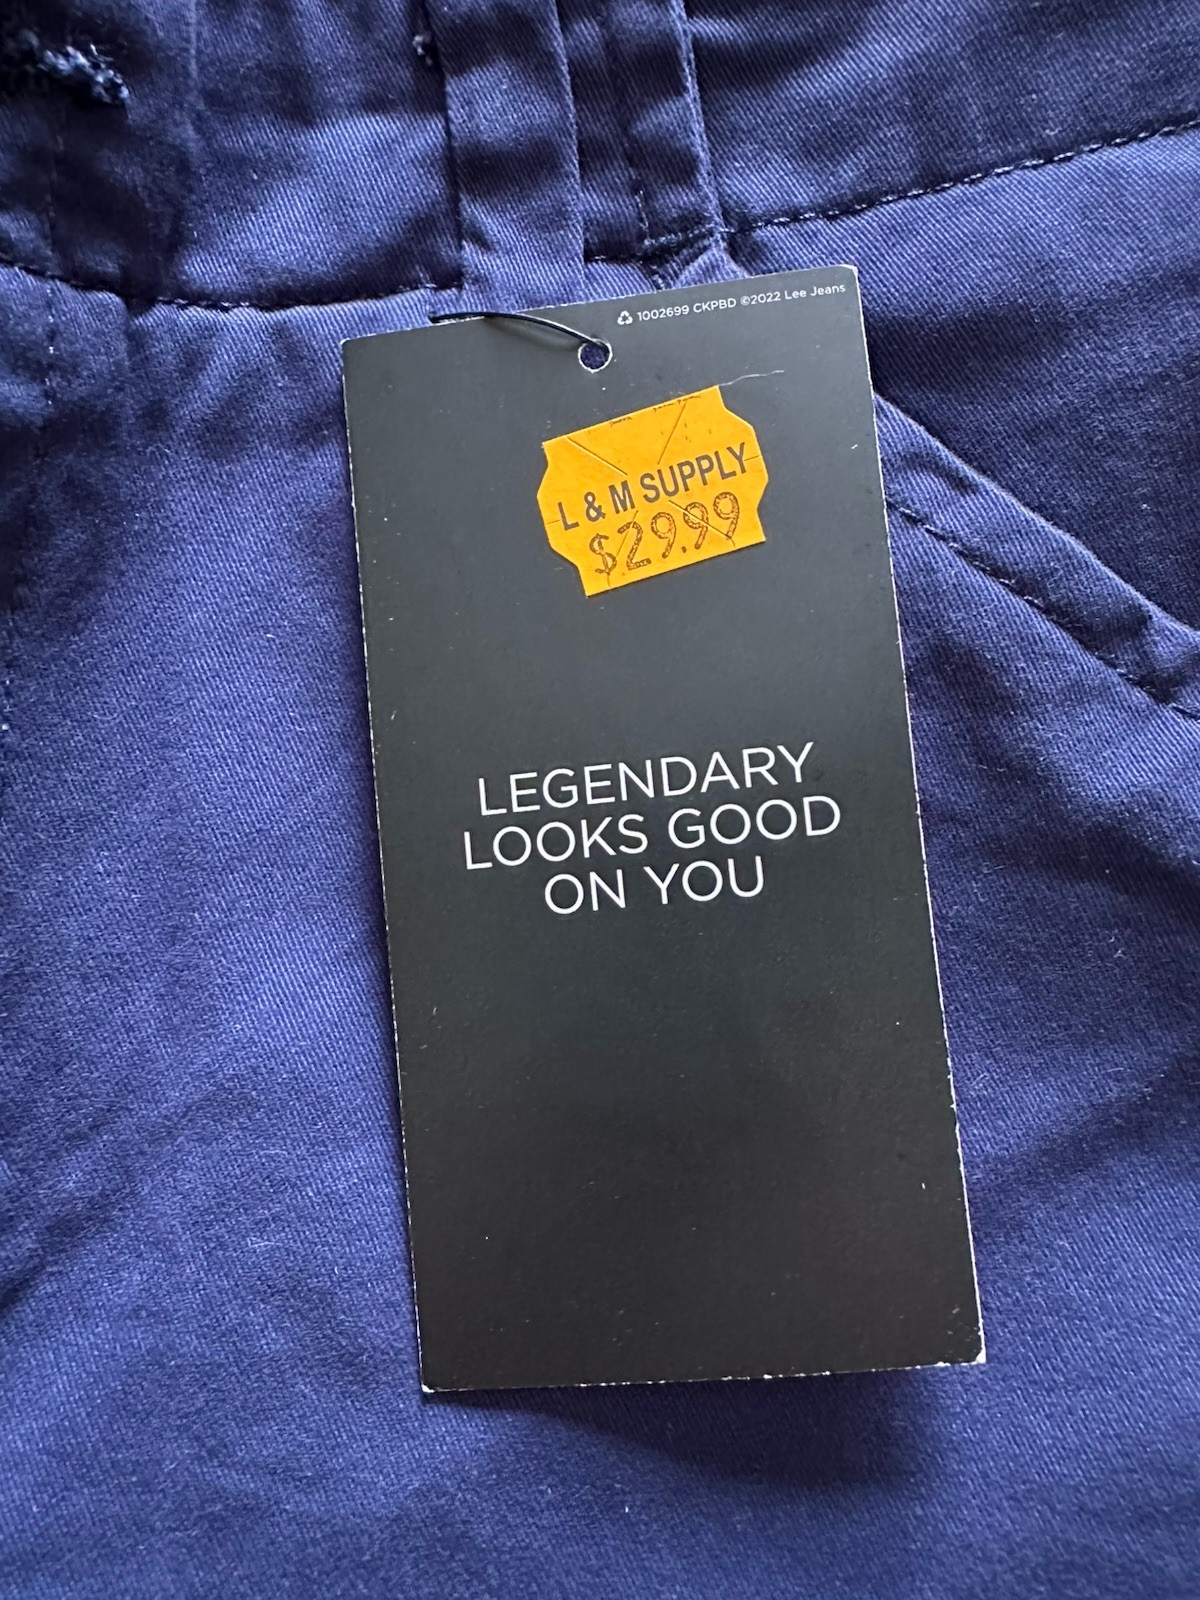 1002699 CKPBD ©2022 Lee Jeans
L & M SUPPLY
$29.99
LEGENDARY
LOOKS GOOD
ON YOU